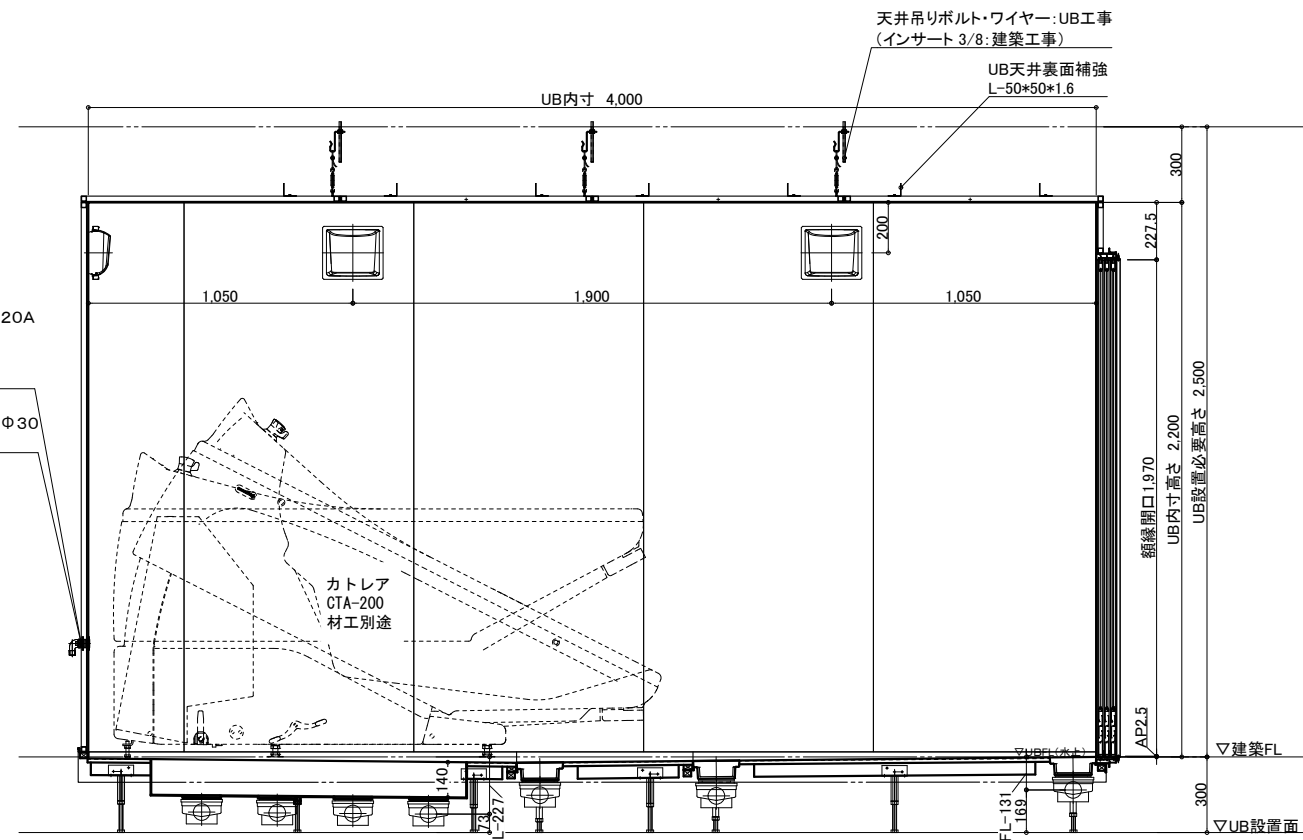 天井吊りボルト・ワイヤー:UB工事
(インサート 3/8:建築工事)
UB天井裏面補強
L-50*50*1.6
UB内寸 4,000
300
227.5
200
1,050
1,900
1,050
20A
Φ30
額縁開口1,970
UB内寸高さ 2,200
UB設置必要高さ 2,500
カトレア
CTA-200
材工別途
AP2.5
▽UBFL(水上)
▽建築FL
140
73
L-227
FL-131
169
300
▽UB設置面